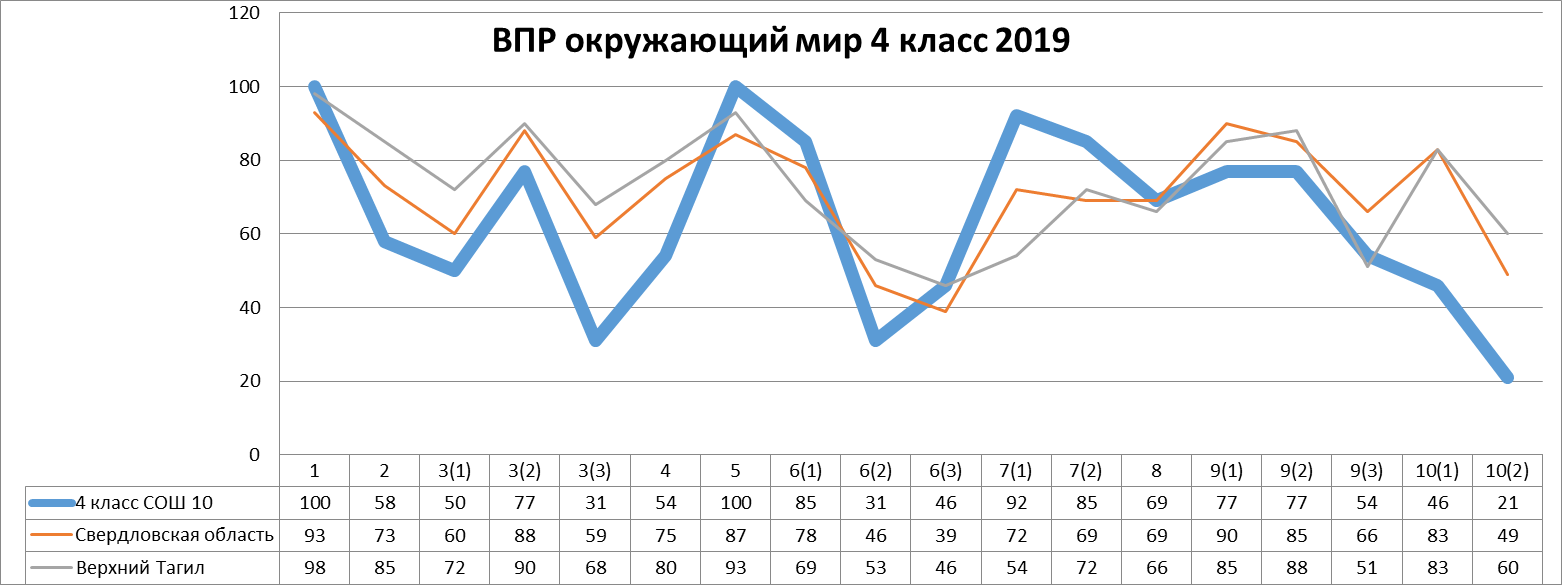 ВПР окружающий мир 4 класс 2019
120
100
80
60
40
20
0
1 2 3(1) 3(2) 3(3) 4 5 6(1) 6(2) 6(3) 7(1) 7(2) 8 9(1) 9(2) 9(3) 10(1) 10(2)
4 класс СОШ 10 100 58 50 77 31 54 100 85 31 46 92 85 69 77 77 54 46 21
Свердловская область 93 73 60 88 59 75 87 78 46 39 72 69 69 90 85 66 83 49
Верхний Тагил 98 85 72 90 68 80 93 69 53 46 54 72 66 85 88 51 83 60